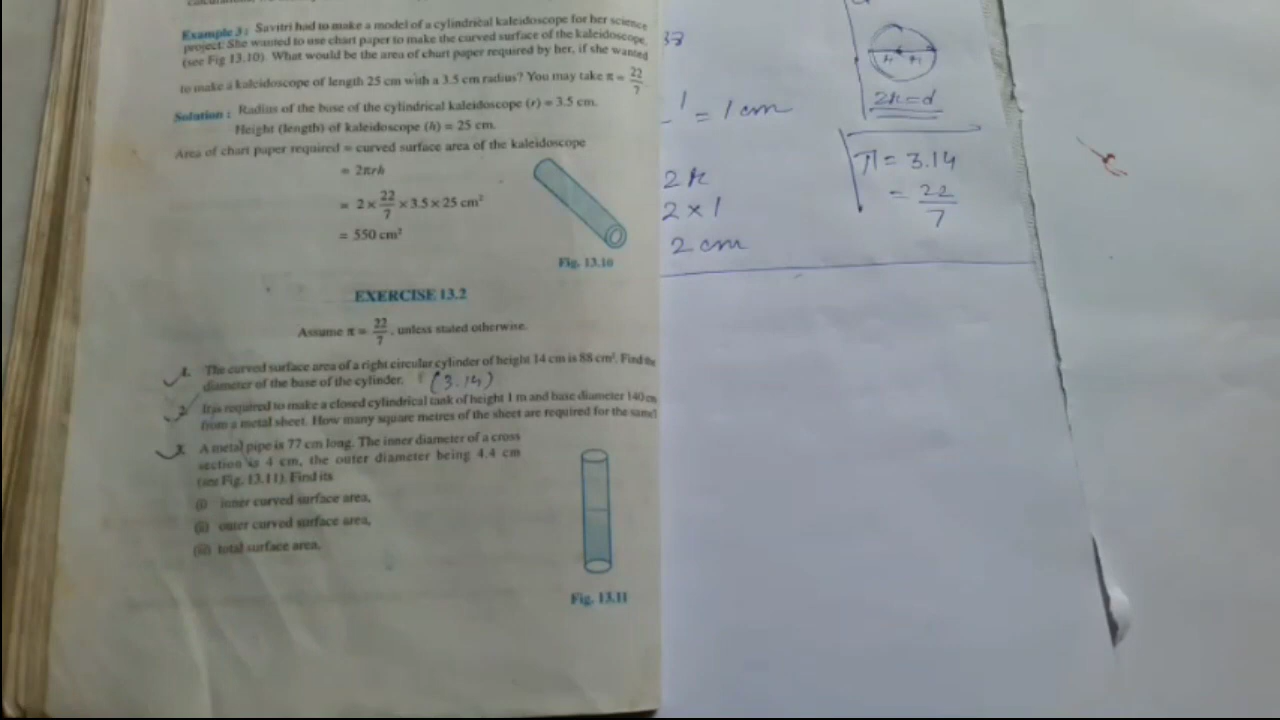 Example 3 : Savitri had to make a model of a cylindrical kaleidoscope for her science
project. She wanted to use chart paper to make the curved surface of the kaleidoscope.
(see Fig 13.10). What would be the area of chart paper required by her, if she wanted
to make a kaleidoscope of length 25 cm with a 3.5 cm radius? You may take π = 22/7.
Solution : Radius of the base of the cylindrical kaleidoscope (r) = 3.5 cm.
Height (length) of kaleidoscope (h) = 25 cm.
Area of chart paper required = curved surface area of the kaleidoscope
= 2πrh
= 2 × 22/7 × 3.5 × 25 cm²
= 550 cm²
Fig. 13.10
EXERCISE 13.2
Assume π = 22/7, unless stated otherwise.
1. The curved surface area of a right circular cylinder of height 14 cm is 88 cm². Find the
diameter of the base of the cylinder. (3.14)
2. It is required to make a closed cylindrical tank of height 1 m and base diameter 140 cm
from a metal sheet. How many square metres of the sheet are required for the same?
3. A metal pipe is 77 cm long. The inner diameter of a cross
section is 4 cm, the outer diameter being 4.4 cm
(see Fig. 13.11). Find its
(i) inner curved surface area,
(ii) outer curved surface area,
(iii) total surface area.
Fig. 13.11
= 1 cm
2r
2 × 1
2 cm
r r
2r = d
π = 3.14
= 22/7